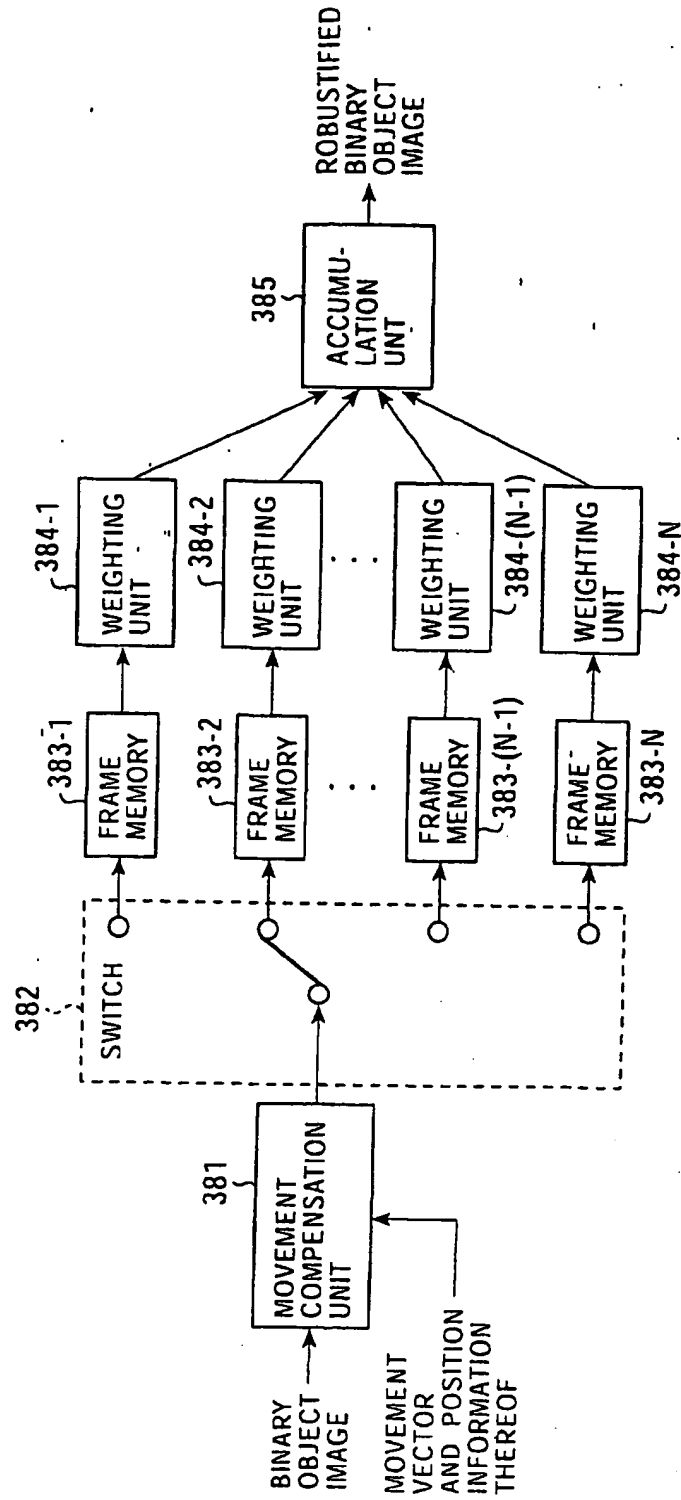 BINARY
OBJECT
IMAGE
MOVEMENT
VECTOR
AND POSITION
INFORMATION
THEREOF
381
MOVEMENT
COMPENSATION
UNIT
382
SWITCH
383-1
FRAME
MEMORY
384-1
WEIGHTING
UNIT
383-2
FRAME
MEMORY
384-2
WEIGHTING
UNIT
. . .
. . .
FRAME
MEMORY
383-(N-1)
WEIGHTING
UNIT
384-(N-1)
FRAME
MEMORY
383-N
WEIGHTING
UNIT
384-N
385
ACCUMU-
LATION
UNT
ROBUSTIFIED
BINARY
OBJECT
IMAGE